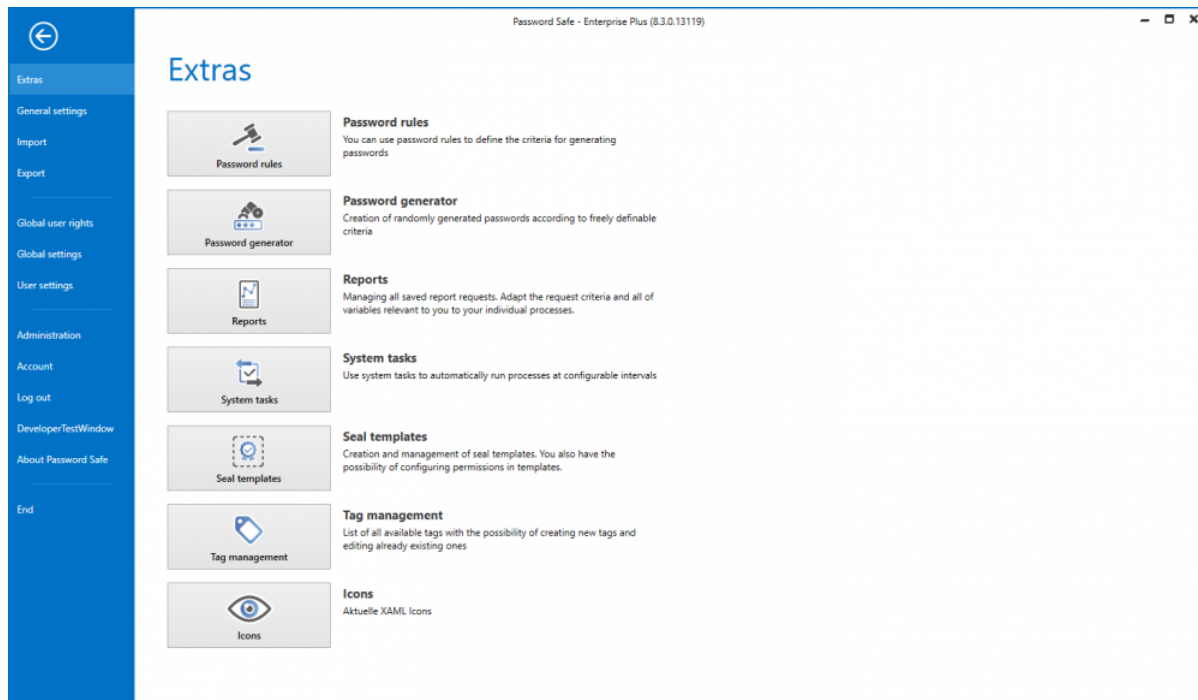 Password Safe - Enterprise Plus (8.3.0.13119)
Extras
General settings
Import
Export
Global user rights
Global settings
User settings
Administration
Account
Log out
DeveloperTestWindow
About Password Safe
End
Extras
Password rules
Password rules
You can use password rules to define the criteria for generating
passwords
Password generator
Password generator
Creation of randomly generated passwords according to freely definable
criteria
Reports
Reports
Managing all saved report requests. Adapt the request criteria and all of
variables relevant to you to your individual processes.
System tasks
System tasks
Use system tasks to automatically run processes at configurable intervals
Seal templates
Seal templates
Creation and management of seal templates. You also have the
possibility of configuring permissions in templates.
Tag management
Tag management
List of all available tags with the possibility of creating new tags and
editing already existing ones
Icons
Icons
Aktuelle XAML Icons